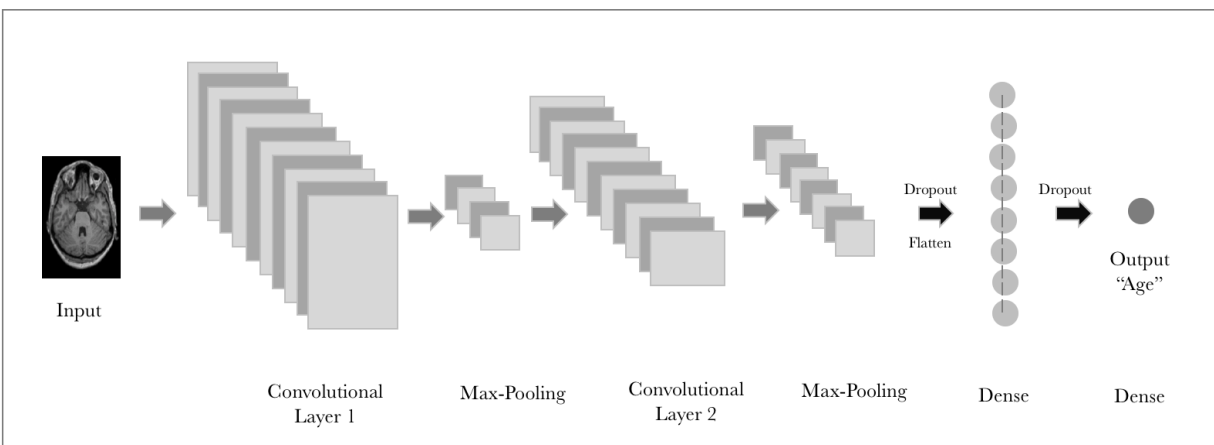 Dropout
Dropout
Flatten
Output
“Age”
Input
Convolutional
Layer 1
Max-Pooling
Convolutional
Layer 2
Max-Pooling
Dense
Dense